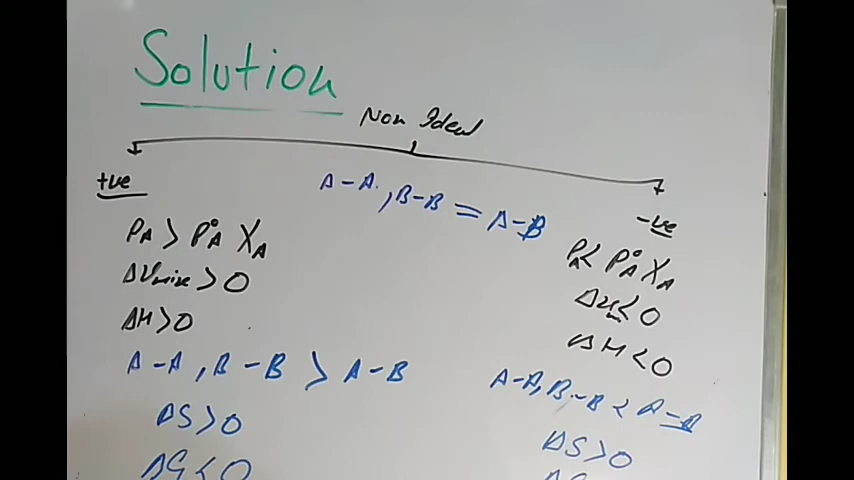 Solution
Non Ideal
+ve
PA > P°A XA
ΔVmix > 0
ΔH > 0
A-A, B-B > A-B
ΔS > 0
ΔG < 0
A-A, B-B = A-B
-ve
PA < P°A XA
ΔVm < 0
ΔH < 0
A-A, B-B < A-B
ΔS > 0